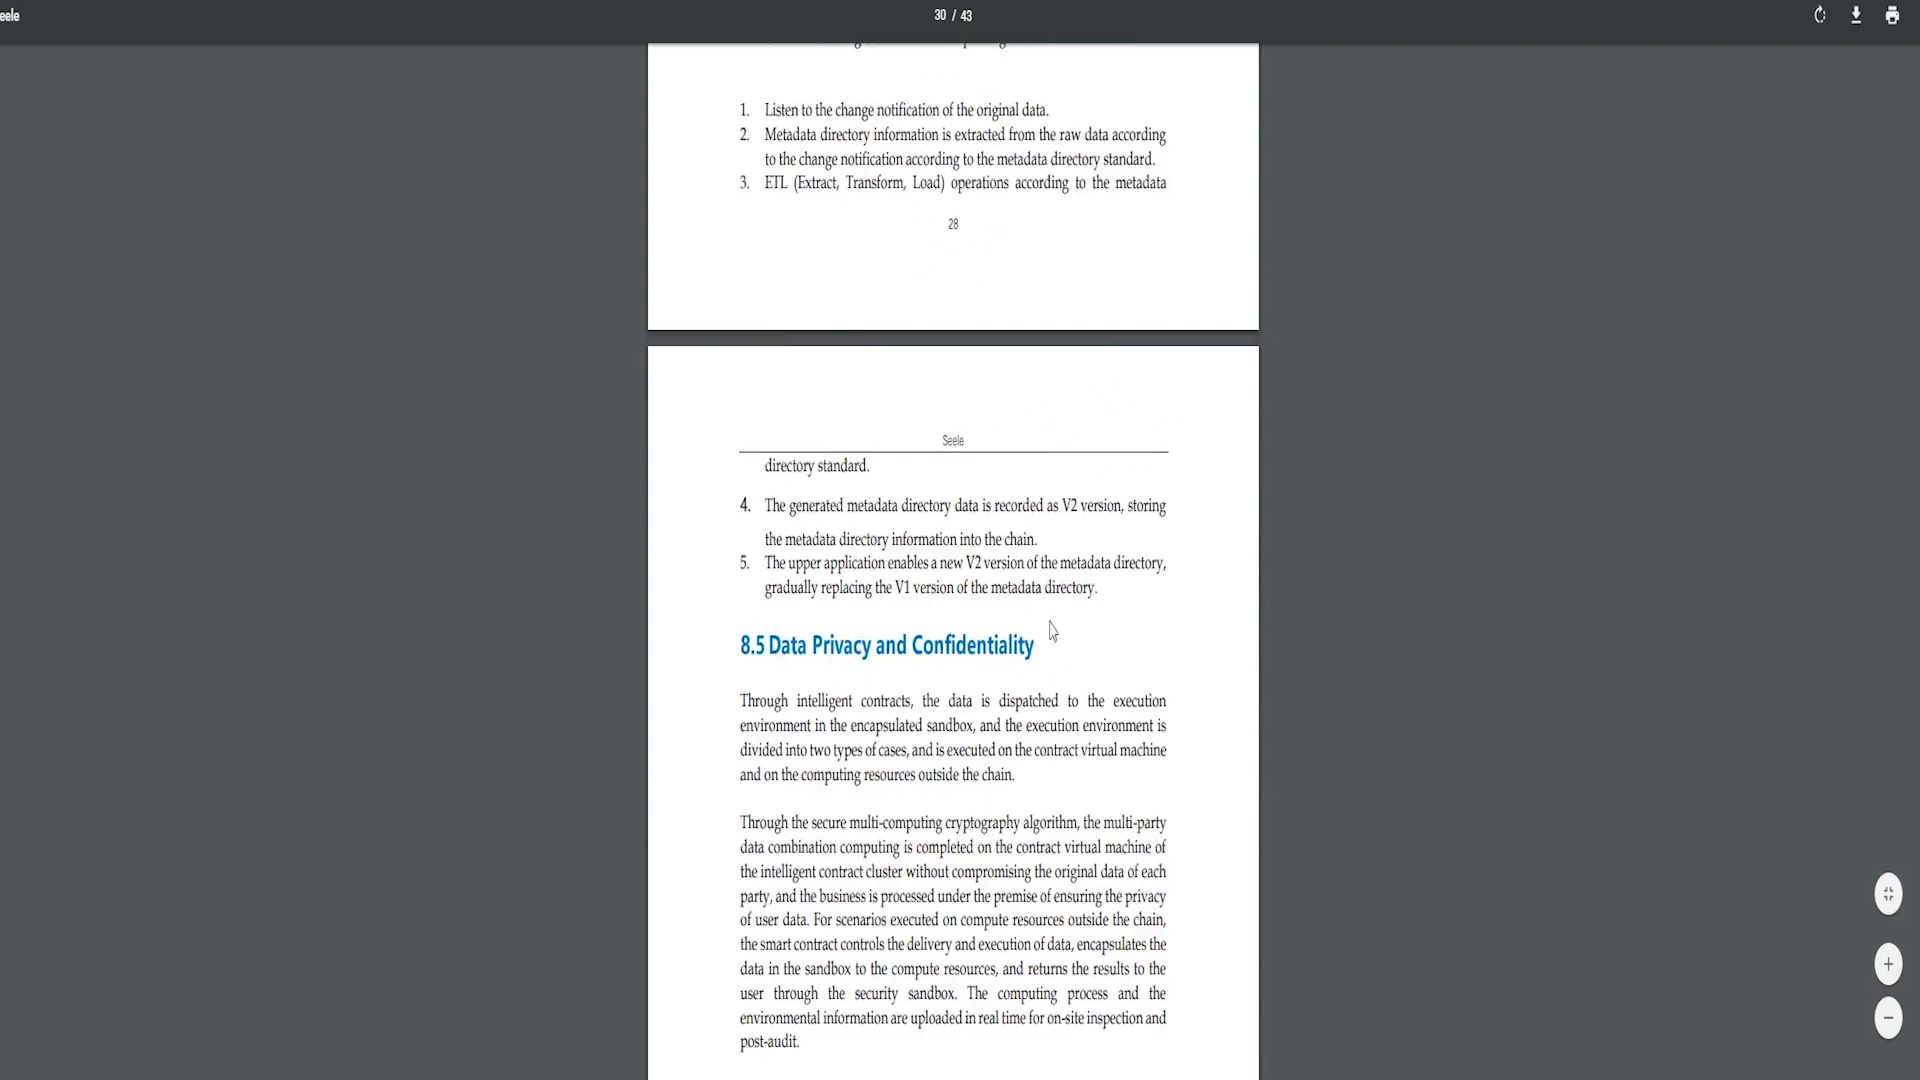 eele
30 / 43
1. Listen to the change notification of the original data.
2. Metadata directory information is extracted from the raw data according
to the change notification according to the metadata directory standard.
3. ETL (Extract, Transform, Load) operations according to the metadata
28
Seele
directory standard.
4. The generated metadata directory data is recorded as V2 version, storing
the metadata directory information into the chain.
5. The upper application enables a new V2 version of the metadata directory,
gradually replacing the V1 version of the metadata directory.
8.5 Data Privacy and Confidentiality
Through intelligent contracts, the data is dispatched to the execution
environment in the encapsulated sandbox, and the execution environment is
divided into two types of cases, and is executed on the contract virtual machine
and on the computing resources outside the chain.
Through the secure multi-computing cryptography algorithm, the multi-party
data combination computing is completed on the contract virtual machine of
the intelligent contract cluster without compromising the original data of each
party, and the business is processed under the premise of ensuring the privacy
of user data. For scenarios executed on compute resources outside the chain,
the smart contract controls the delivery and execution of data, encapsulates the
data in the sandbox to the compute resources, and returns the results to the
user through the security sandbox. The computing process and the
environmental information are uploaded in real time for on-site inspection and
post-audit.